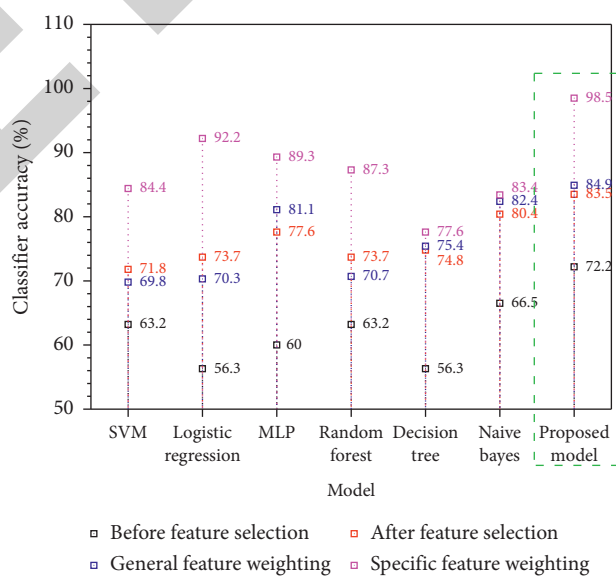 110
100
90
80
70
60
50
Classifier accuracy (%)
84.4
71.8
69.8
63.2
92.2
73.7
70.3
56.3
89.3
81.1
77.6
60
87.3
73.7
70.7
63.2
77.6
75.4
74.8
56.3
83.4
82.4
80.4
66.5
98.5
84.9
83.5
72.2
SVM
Logistic
regression
MLP
Random
forest
Decision
tree
Naive
bayes
Proposed
model
Model
Before feature selection
After feature selection
General feature weighting
Specific feature weighting